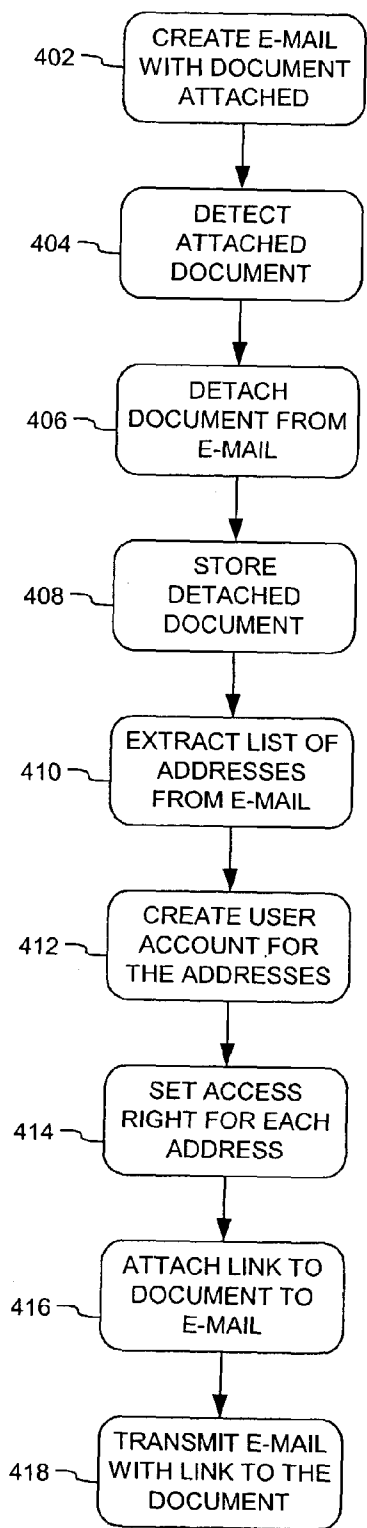 402
CREATE E-MAIL
WITH DOCUMENT
ATTACHED
404
DETECT
ATTACHED
DOCUMENT
406
DETACH
DOCUMENT FROM
E-MAIL
408
STORE
DETACHED
DOCUMENT
410
EXTRACT LIST OF
ADDRESSES
FROM E-MAIL
412
CREATE USER
ACCOUNT FOR
THE ADDRESSES
414
SET ACCESS
RIGHT FOR EACH
ADDRESS
416
ATTACH LINK TO
DOCUMENT TO
E-MAIL
418
TRANSMIT E-MAIL
WITH LINK TO THE
DOCUMENT